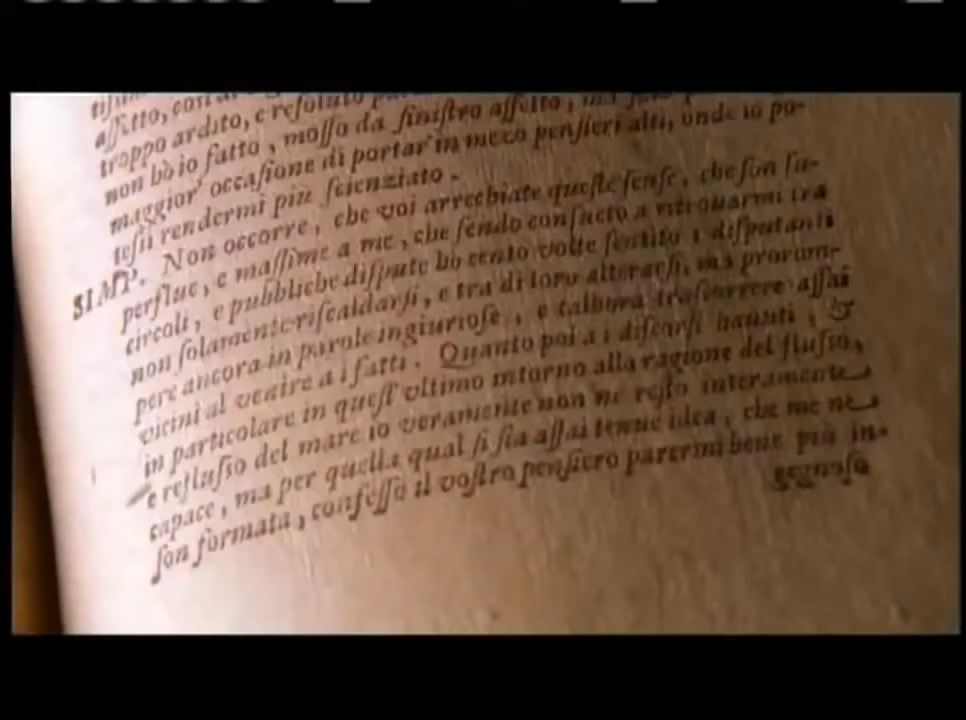 affetto, cosi
troppo ardito, e resoluto
non hò io fatto, mosso da sinistro affetto,
maggior' occasione di portar' in mezo pensieri alti, onde io po-
tessi rendermi più scienziato.
SIMP. Non occorre, che voi arrechiate queste scuse, che son su-
perflue, e massime a me, che sendo consueto a ritrovarmi tra
circoli, e pubbliche dispute hò cento volte sentito i disputanti
non solamente riscaldarsi, e tra di loro alterarsi, ma prorom-
pere ancora in parole ingiuriose, e talhora trascorrere assai
vicini al venire a i fatti. Quanto poi a i discorsi hauuti, &
in particolare in quest' vltimo intorno alla ragione del flusso,
e reflusso del mare io veramente non ne resto interamente
capace, ma per quella qual si sia assai tenue idea, che me ne
son formata, confesso il vostro pensiero parermi bene più in-
gegnoso